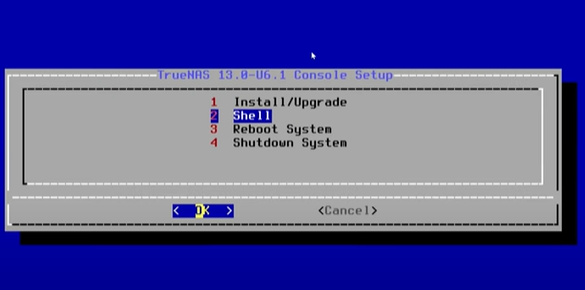 TrueNAS 13.0-U6.1 Console Setup
1 Install/Upgrade
2 Shell
3 Reboot System
4 Shutdown System
< OK > <Cancel>